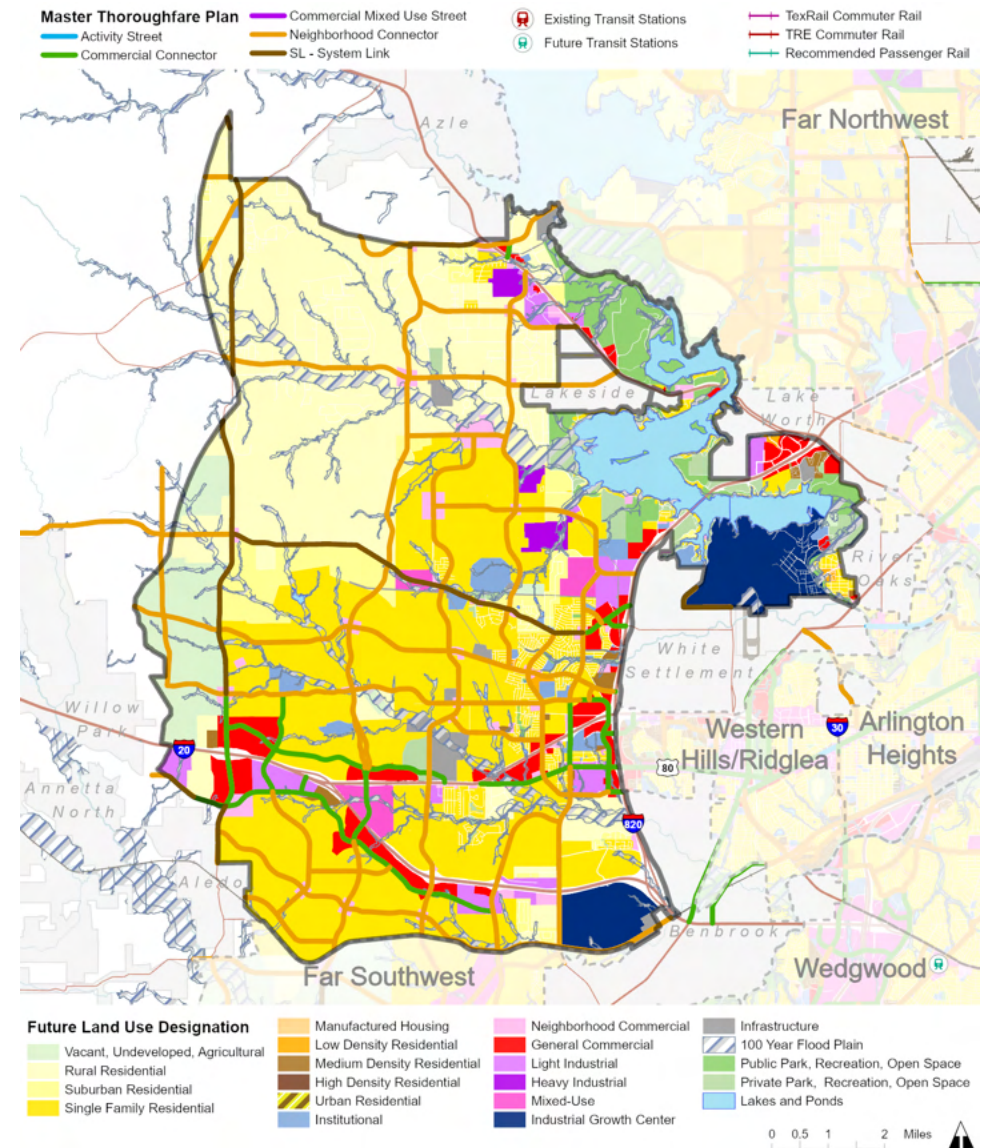 Master Thoroughfare Plan
Activity Street
Commercial Connector
Commercial Mixed Use Street
Neighborhood Connector
SL - System Link
Existing Transit Stations
Future Transit Stations
TexRail Commuter Rail
TRE Commuter Rail
Recommended Passenger Rail
Azle
Far Northwest
Lakeside
Lake
Worth
River
Oaks
White
Settlement
Willow
Park
20
Western
Hills/Ridglea
30
Arlington
Heights
80
Annetta
North
820
Aledo
Benbrook
Far Southwest
Wedgwood
Future Land Use Designation
Vacant, Undeveloped, Agricultural
Rural Residential
Suburban Residential
Single Family Residential
Manufactured Housing
Low Density Residential
Medium Density Residential
High Density Residential
Urban Residential
Institutional
Neighborhood Commercial
General Commercial
Light Industrial
Heavy Industrial
Mixed-Use
Industrial Growth Center
Infrastructure
100 Year Flood Plain
Public Park, Recreation, Open Space
Private Park, Recreation, Open Space
Lakes and Ponds
0 0.5 1 2 Miles